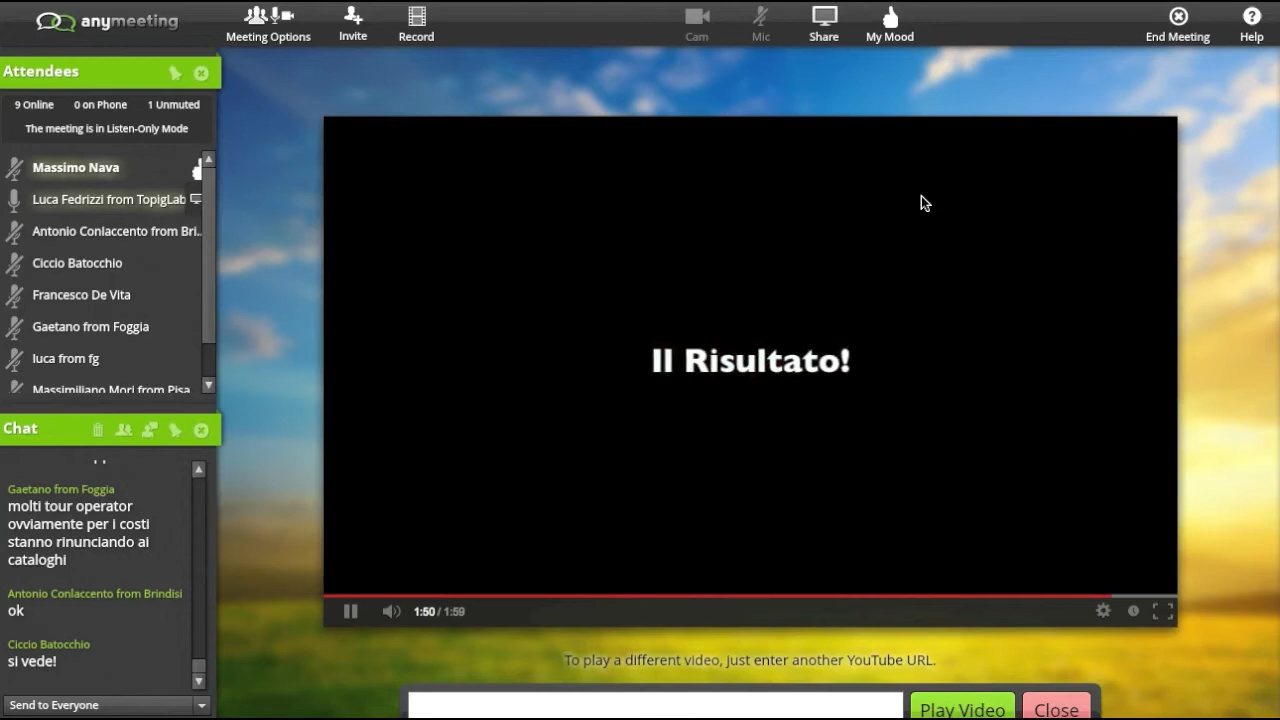 anymeeting
Meeting Options
Invite
Record
Cam
Mic
Share
My Mood
End Meeting
Help
Attendees
9 Online 0 on Phone 1 Unmuted
The meeting is in Listen-Only Mode
Massimo Nava
Luca Fedrizzi from TopigLab
Antonio Conlaccento from Bri..
Ciccio Batocchio
Francesco De Vita
Gaetano from Foggia
luca from fg
Massimiliano Mori from Pisa
Chat
Gaetano from Foggia
molti tour operator
ovviamente per i costi
stanno rinunciando ai
cataloghi
Antonio Conlaccento from Brindisi
ok
Ciccio Batocchio
si vede!
Send to Everyone
Il Risultato!
1:50 / 1:59
To play a different video, just enter another YouTube URL.
Play Video
Close